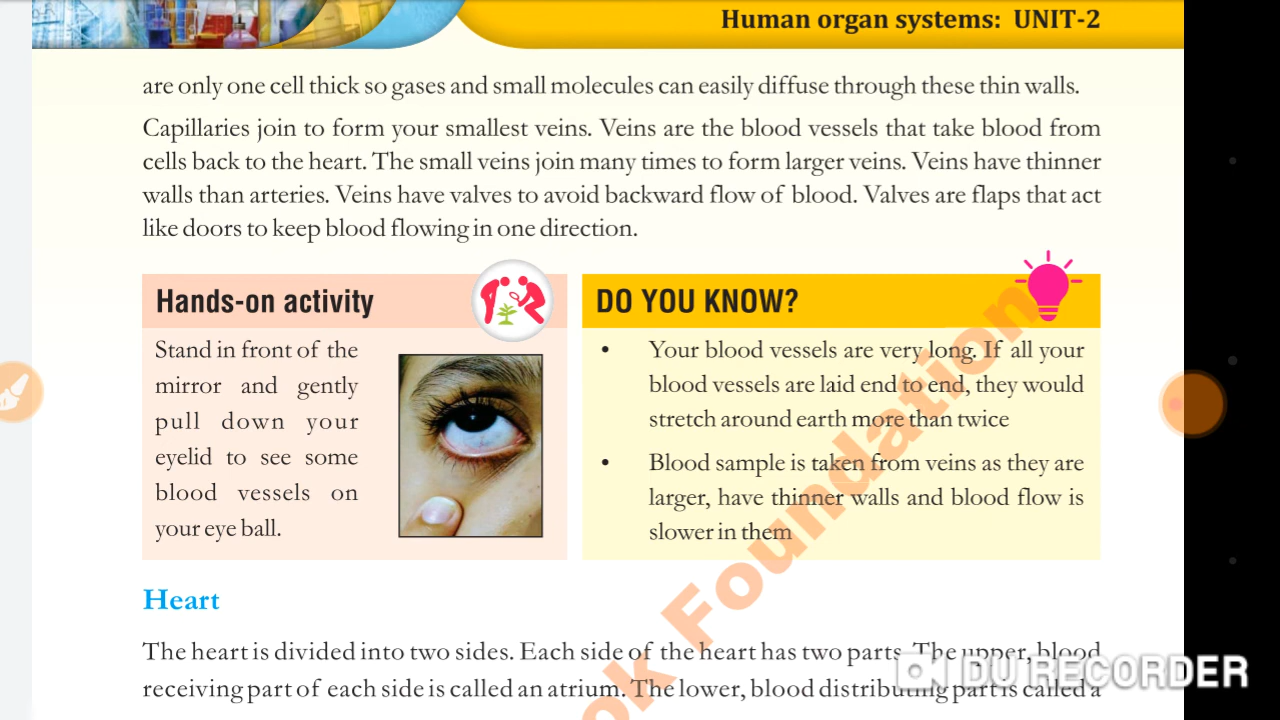 Human organ systems: UNIT-2
are only one cell thick so gases and small molecules can easily diffuse through these thin walls.
Capillaries join to form your smallest veins. Veins are the blood vessels that take blood from
cells back to the heart. The small veins join many times to form larger veins. Veins have thinner
walls than arteries. Veins have valves to avoid backward flow of blood. Valves are flaps that act
like doors to keep blood flowing in one direction.
Hands-on activity
Stand in front of the
mirror and gently
pull down your
eyelid to see some
blood vessels on
your eye ball.
DO YOU KNOW?
• Your blood vessels are very long. If all your
blood vessels are laid end to end, they would
stretch around earth more than twice
• Blood sample is taken from veins as they are
larger, have thinner walls and blood flow is
slower in them
Heart
The heart is divided into two sides. Each side of the heart has two parts. The upper, blood
receiving part of each side is called an atrium. The lower, blood distributing part is called a
ok Foundation
DU RECORDER